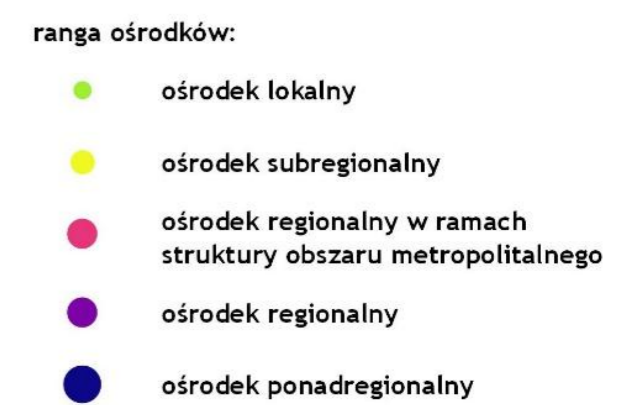 ranga ośrodków:
ośrodek lokalny
ośrodek subregionalny
ośrodek regionalny w ramach
struktury obszaru metropolitalnego
ośrodek regionalny
ośrodek ponadregionalny